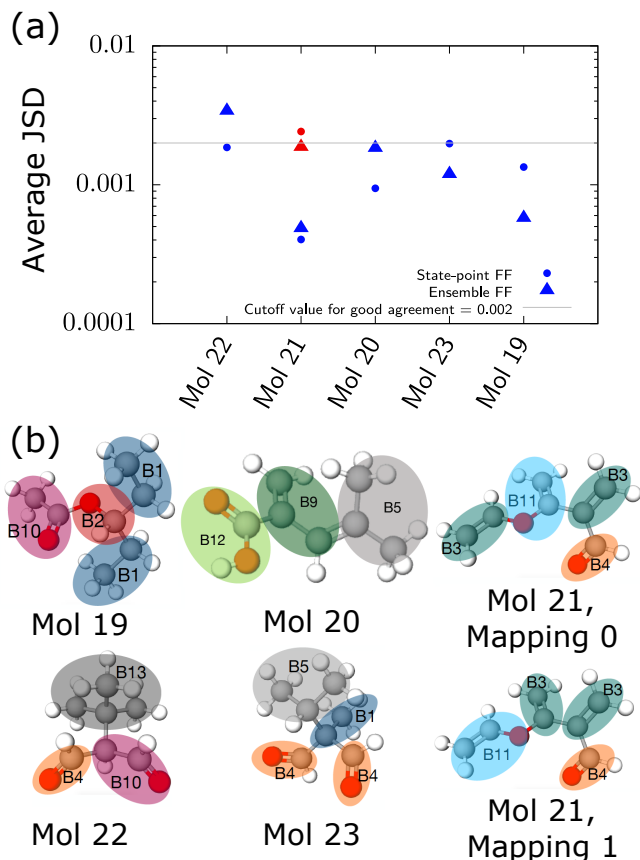 (a)
Average JSD
0.01
0.001
0.0001
State-point FF
Ensemble FF
Cutoff value for good agreement = 0.002
Mol 22
Mol 21
Mol 20
Mol 23
Mol 19
(b)
B1
B10
B2
B1
Mol 19
B9
B5
B12
Mol 20
B3
B11
B3
B4
Mol 21,
Mapping 0
B13
B4
B10
Mol 22
B5
B1
B4
B4
Mol 23
B3
B3
B11
B4
Mol 21,
Mapping 1